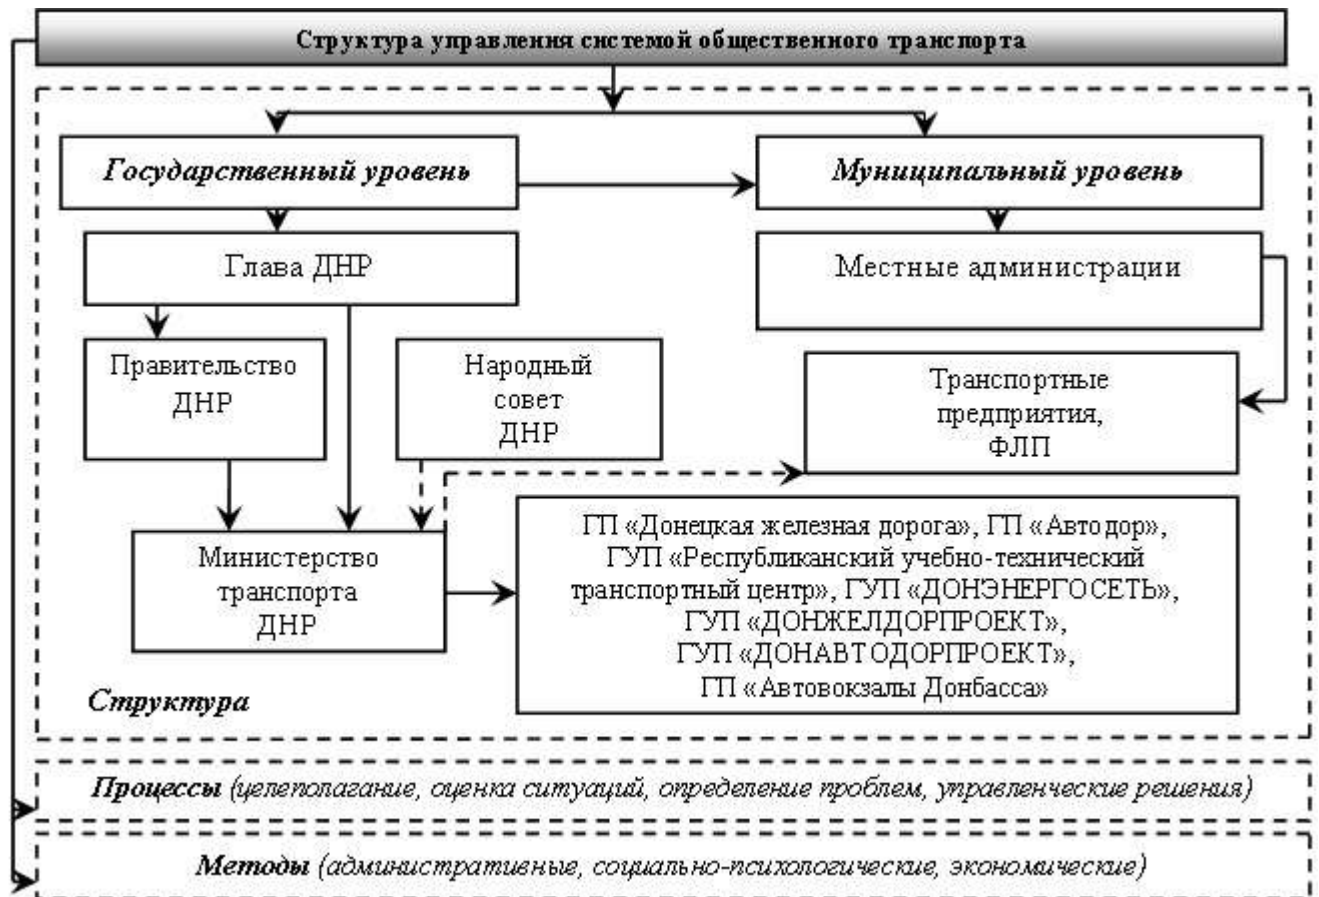 Структура управления системой общественного транспорта
Государственный уровень
Муниципальный уровень
Глава ДНР
Местные администрации
Правительство
ДНР
Народный
совет
ДНР
Транспортные
предприятия,
ФЛП
Министерство
транспорта
ДНР
ГП «Донецкая железная дорога», ГП «Автодор»,
ГУП «Республиканский учебно-технический
транспортный центр», ГУП «ДОНЭНЕРГОСЕТЬ»,
ГУП «ДОНЖЕЛДОРПРОЕКТ»,
ГУП «ДОНАВТОДОРПРОЕКТ»,
ГП «Автовокзалы Донбасса»
Структура
Процессы (целеполагание, оценка ситуаций, определение проблем, управленческие решения)
Методы (административные, социально-психологические, экономические)